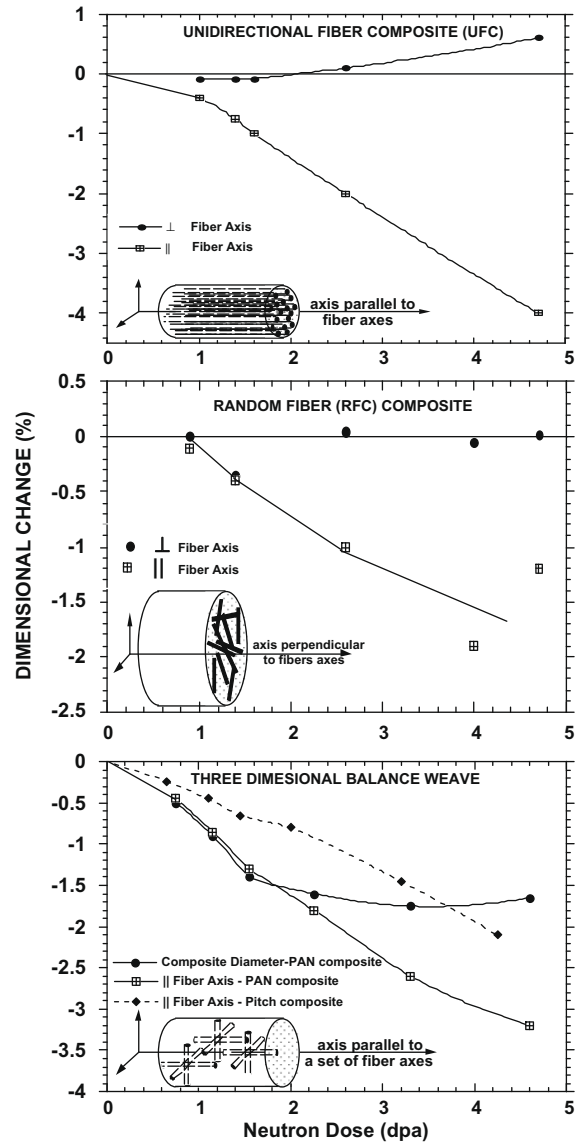 UNIDIRECTIONAL FIBER COMPOSITE (UFC)
1
0
-1
-2
-3
-4
⊥ Fiber Axis
|| Fiber Axis
axis parallel to
fiber axes
0 1 2 3 4 5
RANDOM FIBER (RFC) COMPOSITE
0.5
0
-0.5
-1
-1.5
-2
-2.5
⊥ Fiber Axis
|| Fiber Axis
axis perpendicular
to fibers axes
0 1 2 3 4 5
DIMENSIONAL CHANGE (%)
THREE DIMESIONAL BALANCE WEAVE
0
-0.5
-1
-1.5
-2
-2.5
-3
-3.5
-4
Composite Diameter-PAN composite
|| Fiber Axis - PAN composite
|| Fiber Axis - Pitch composite
axis parallel to
a set of fiber axes
0 1 2 3 4 5
Neutron Dose (dpa)